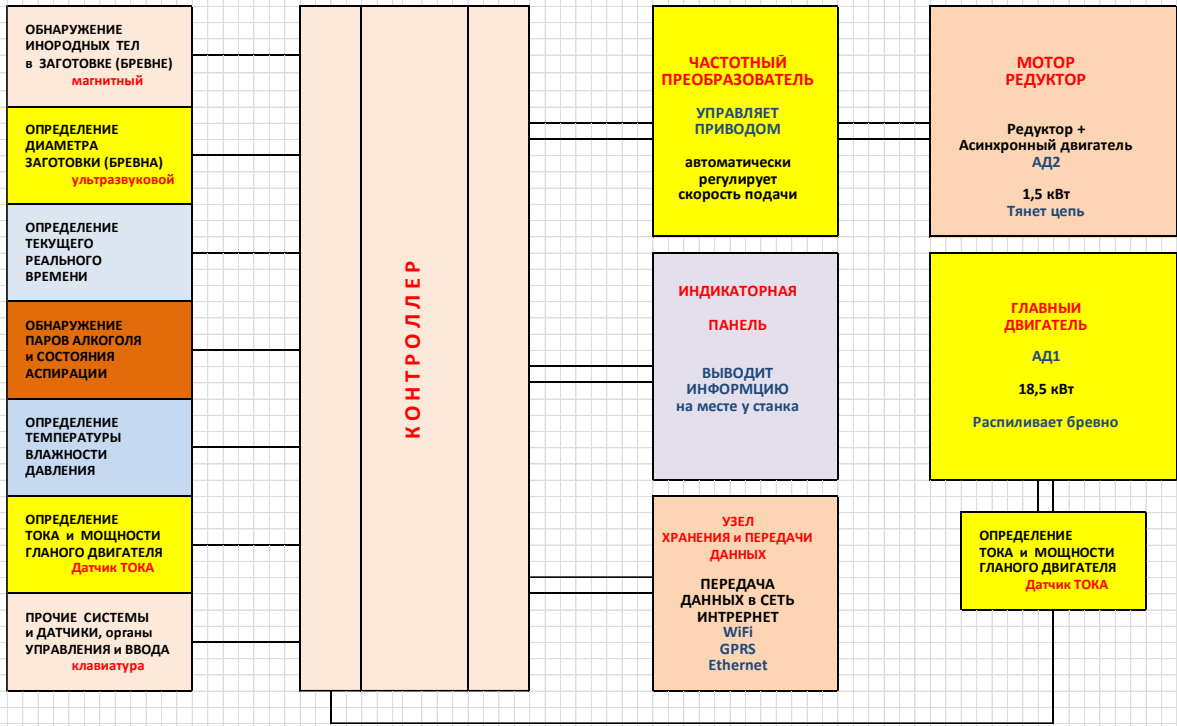 ОБНАРУЖЕНИЕ
ИНОРОДНЫХ ТЕЛ
в ЗАГОТОВКЕ (БРЕВНЕ)
магнитный
ОПРЕДЕЛЕНИЕ
ДИАМЕТРА
ЗАГОТОВКИ (БРЕВНА)
ультразвуковой
ОПРЕДЕЛЕНИЕ
ТЕКУЩЕГО
РЕАЛЬНОГО
ВРЕМЕНИ
ОБНАРУЖЕНИЕ
ПАРОВ АЛКОГОЛЯ
и СОСТОЯНИЯ
АСПИРАЦИИ
ОПРЕДЕЛЕНИЕ
ТЕМПЕРАТУРЫ
ВЛАЖНОСТИ
ДАВЛЕНИЯ
ОПРЕДЕЛЕНИЕ
ТОКА и МОЩНОСТИ
ГЛАНОГО ДВИГАТЕЛЯ
Датчик ТОКА
ПРОЧИЕ СИСТЕМЫ
и ДАТЧИКИ, органы
УПРАВЛЕНИЯ и ВВОДА
клавиатура
КОНТРОЛЛЕР
ЧАСТОТНЫЙ
ПРЕОБРАЗОВАТЕЛЬ
УПРАВЛЯЕТ
ПРИВОДОМ
автоматически
регулирует
скорость подачи
ИНДИКАТОРНАЯ
ПАНЕЛЬ
ВЫВОДИТ
ИНФОРМЦИЮ
на месте у станка
УЗЕЛ
ХРАНЕНИЯ и ПЕРЕДАЧИ
ДАННЫХ
ПЕРЕДАЧА
ДАННЫХ в СЕТЬ
ИНТРЕРНЕТ
WiFi
GPRS
Ethernet
МОТОР
РЕДУКТОР
Редуктор +
Асинхронный двигатель
АД2
1,5 кВт
Тянет цепь
ГЛАВНЫЙ
ДВИГАТЕЛЬ
АД1
18,5 кВт
Распиливает бревно
ОПРЕДЕЛЕНИЕ
ТОКА и МОЩНОСТИ
ГЛАНОГО ДВИГАТЕЛЯ
Датчик ТОКА